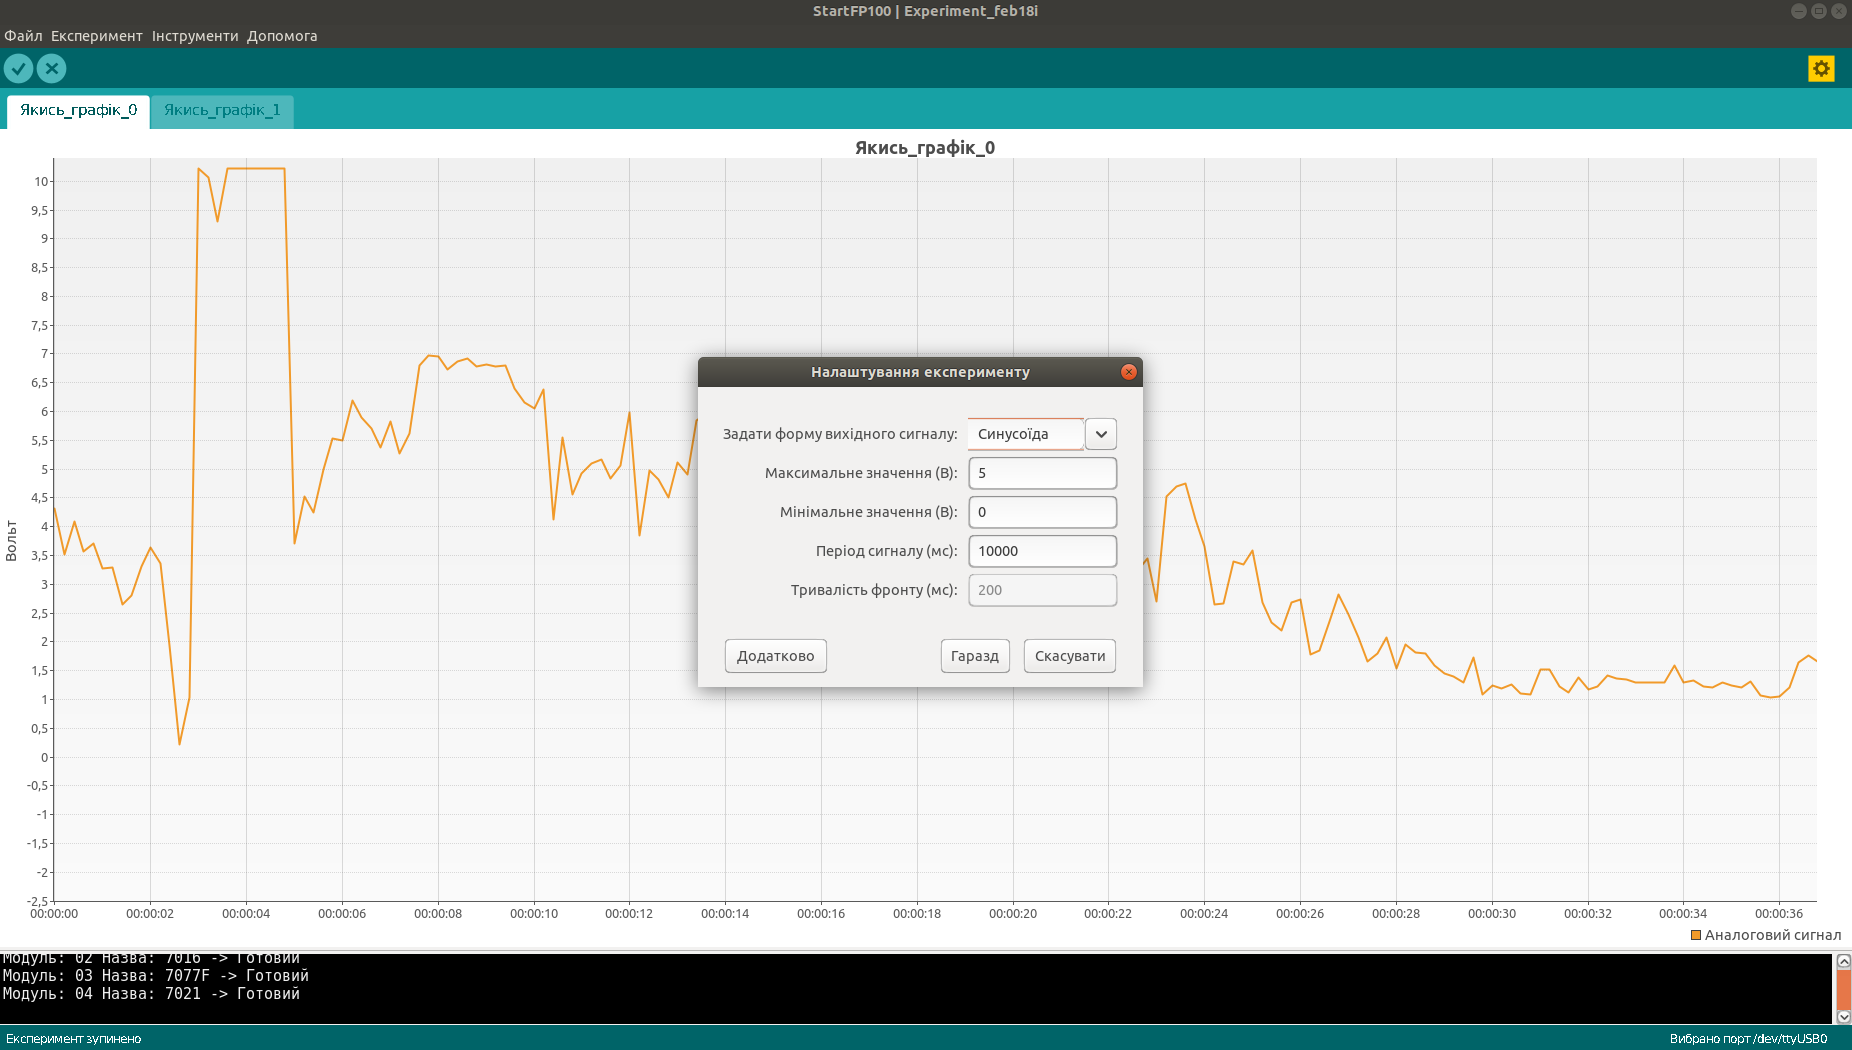 StartFP100 | Experiment_feb18i
Файл Експеримент Інструменти Допомога
Якись_графік_0 Якись_графік_1
Якись_графік_0
10
9,5
9
8,5
8
7,5
7
6,5
6
5,5
5
4,5
4
3,5
3
2,5
2
1,5
1
0,5
0
-0,5
-1
-1,5
-2
-2,5
Вольт
00:00:00 00:00:02 00:00:04 00:00:06 00:00:08 00:00:10 00:00:12 00:00:14 00:00:16 00:00:18 00:00:20 00:00:22 00:00:24 00:00:26 00:00:28 00:00:30 00:00:32 00:00:34 00:00:36
Аналоговий сигнал
Налаштування експерименту
Задати форму вихідного сигналу: Синусоїда
Максимальне значення (В): 5
Мінімальне значення (В): 0
Період сигналу (мс): 10000
Тривалість фронту (мс): 200
Додатково Гаразд Скасувати
Модуль: 02 Назва: 7016 -> Готовий
Модуль: 03 Назва: 7077F -> Готовий
Модуль: 04 Назва: 7021 -> Готовий
Експеримент зупинено Вибрано порт /dev/ttyUSB0